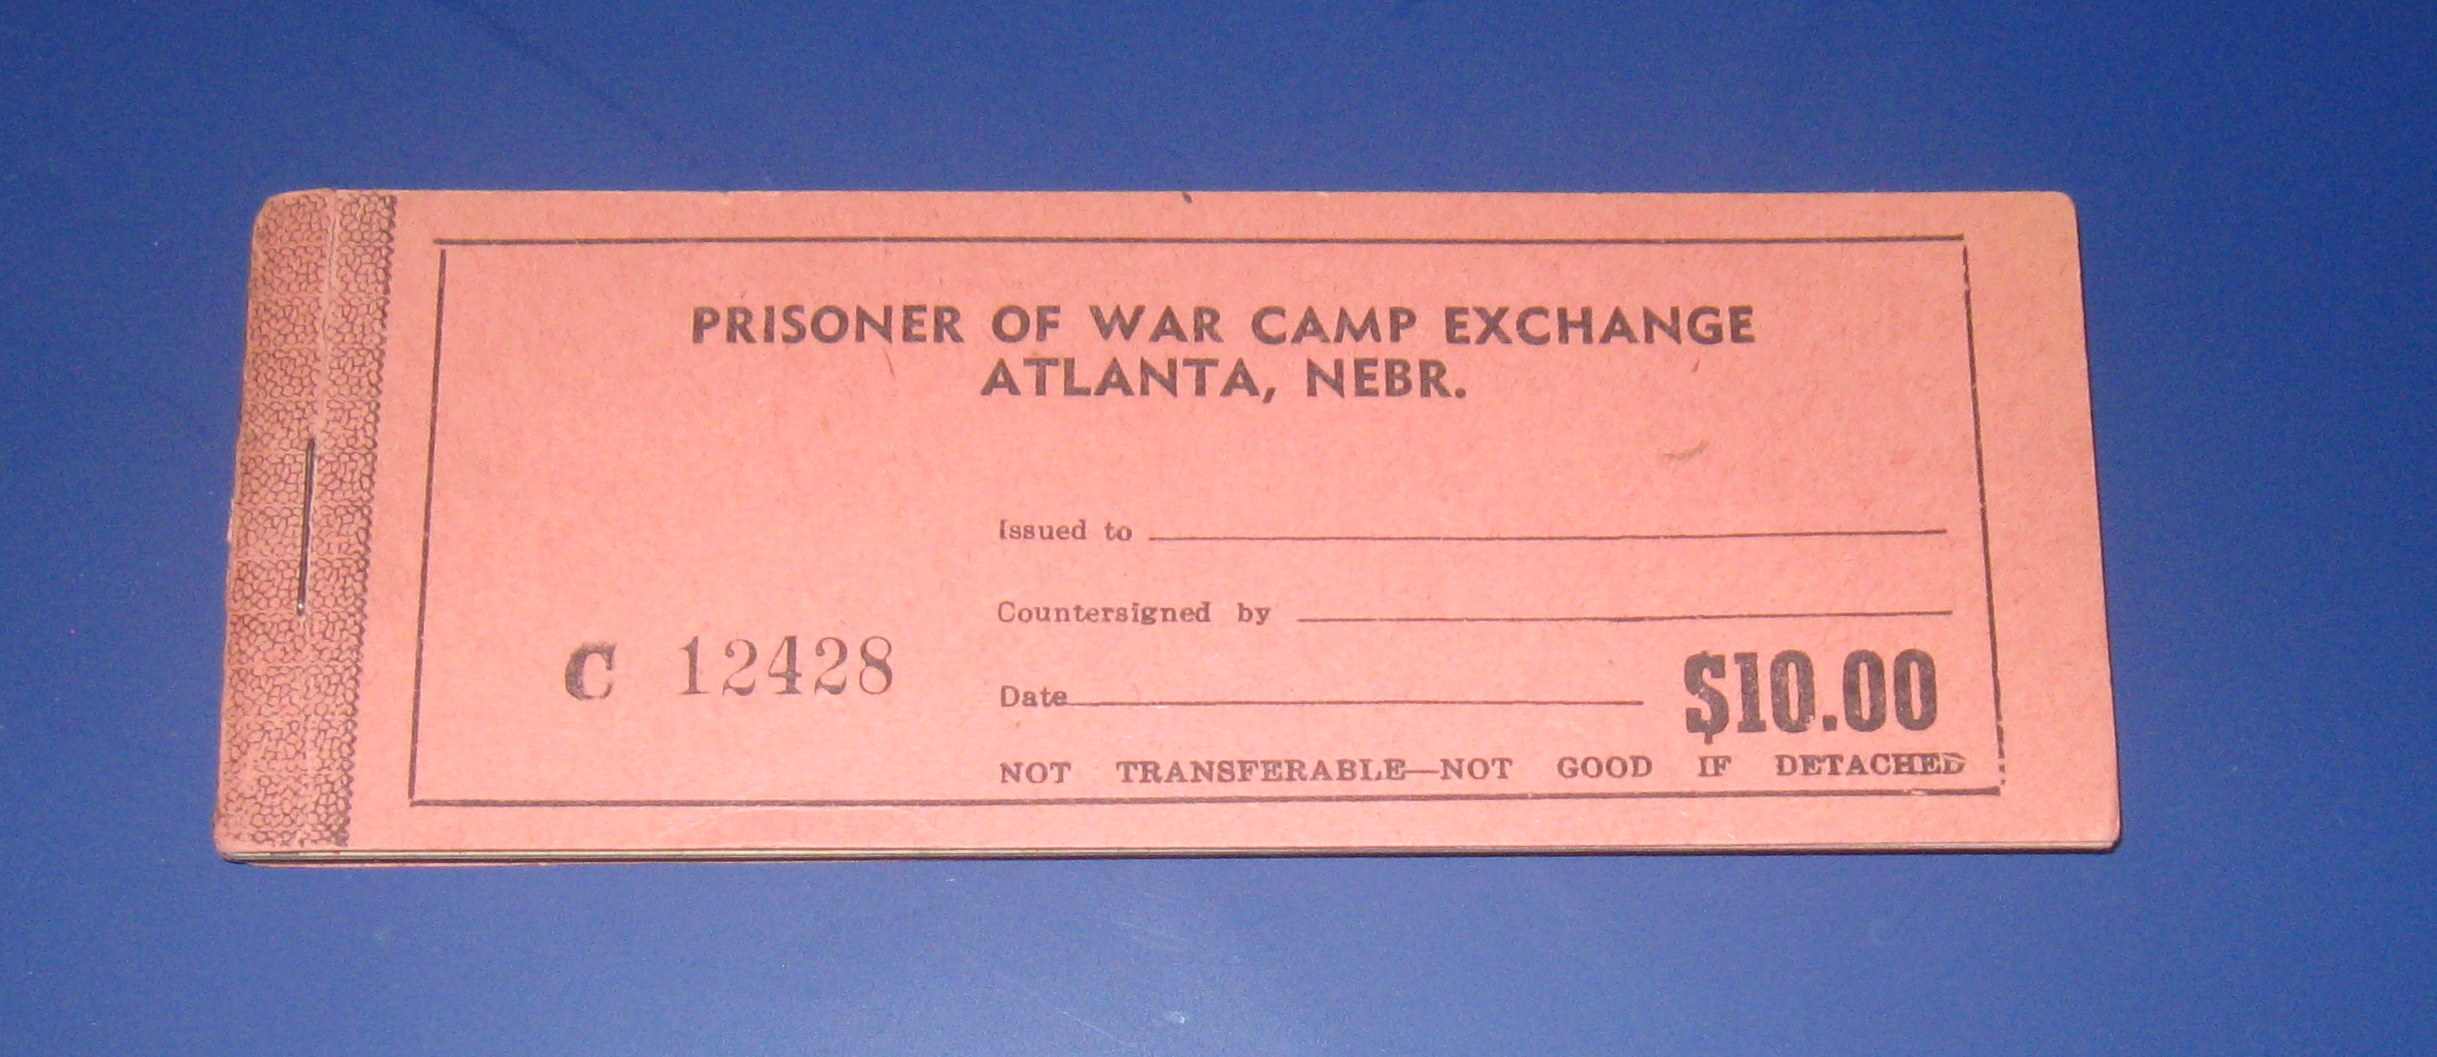 PRISONER OF WAR CAMP EXCHANGE
ATLANTA, NEBR.
Issued to
Countersigned by
C 12428
Date
$10.00
NOT TRANSFERABLE—NOT GOOD IF DETACHED